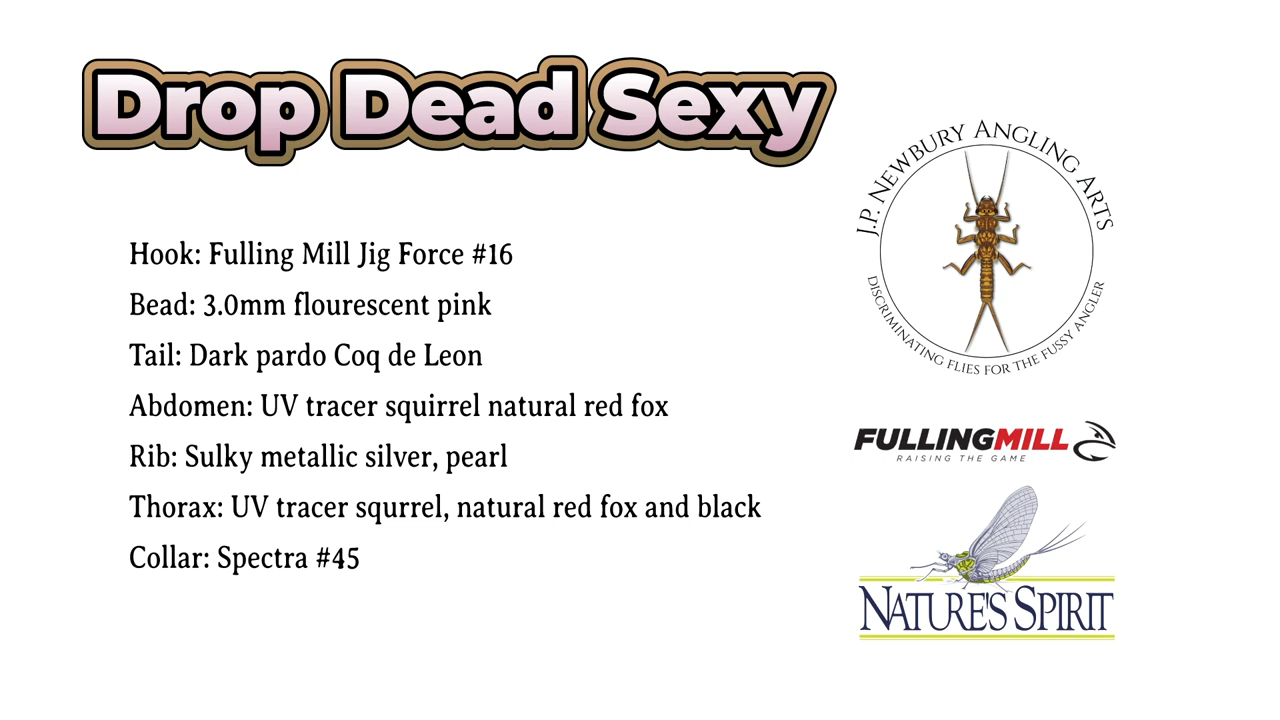 Drop Dead Sexy
Hook: Fulling Mill Jig Force #16
Bead: 3.0mm flourescent pink
Tail: Dark pardo Coq de Leon
Abdomen: UV tracer squirrel natural red fox
Rib: Sulky metallic silver, pearl
Thorax: UV tracer squrrel, natural red fox and black
Collar: Spectra #45
J.P. NEWBURY ANGLING ARTS
DISCRIMINATING FLIES FOR THE FUSSY ANGLER
FULLINGMILL
RAISING THE GAME
NATURE'S SPIRIT